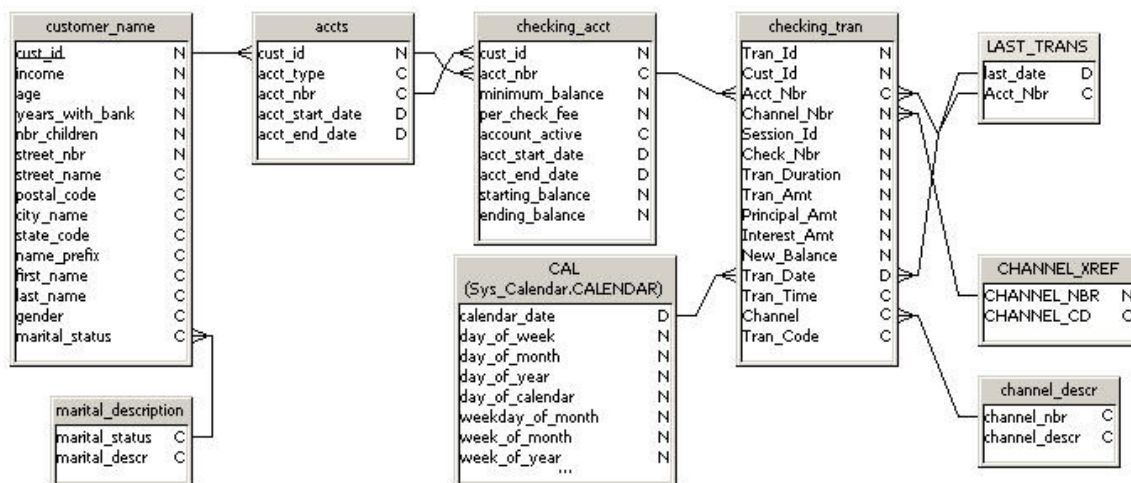 customer_name
cust_id N
income N
age N
years_with_bank N
nbr_children N
street_nbr N
street_name C
postal_code C
city_name C
state_code C
name_prefix C
first_name C
last_name C
gender C
marital_status C
marital_description
marital_status C
marital_descr C
accts
cust_id N
acct_type C
acct_nbr C
acct_start_date D
acct_end_date D
checking_acct
cust_id N
acct_nbr C
minimum_balance N
per_check_fee N
account_active C
acct_start_date D
acct_end_date D
starting_balance N
ending_balance N
CAL
(Sys_Calendar.CALENDAR)
calendar_date D
day_of_week N
day_of_month N
day_of_year N
day_of_calendar N
weekday_of_month N
week_of_month N
week_of_year N
...
checking_tran
Tran_Id N
Cust_Id N
Acct_Nbr C
Channel_Nbr N
Session_Id N
Check_Nbr N
Tran_Duration N
Tran_Amt N
Principal_Amt N
Interest_Amt N
New_Balance N
Tran_Date D
Tran_Time C
Channel C
Tran_Code C
LAST_TRANS
last_date D
Acct_Nbr C
CHANNEL_XREF
CHANNEL_NBR N
CHANNEL_CD C
channel_descr
channel_nbr C
channel_descr C